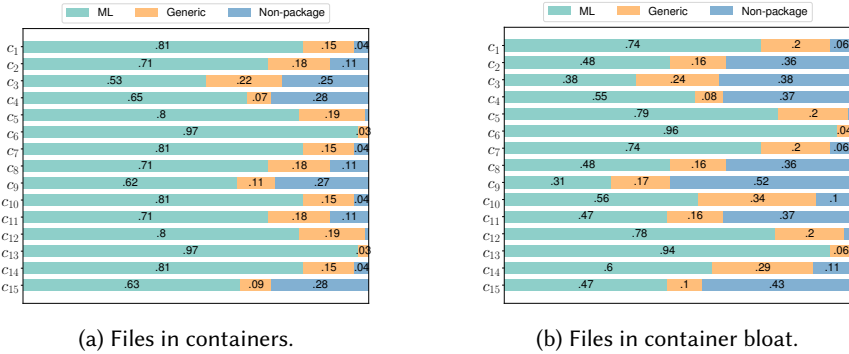 ML Generic Non-package
c1 .81 .15 .04
c2 .71 .18 .11
c3 .53 .22 .25
c4 .65 .07 .28
c5 .8 .19
c6 .97 .03
c7 .81 .15 .04
c8 .71 .18 .11
c9 .62 .11 .27
c10 .81 .15 .04
c11 .71 .18 .11
c12 .8 .19
c13 .97 .03
c14 .81 .15 .04
c15 .63 .09 .28
(a) Files in containers.
ML Generic Non-package
c1 .74 .2 .06
c2 .48 .16 .36
c3 .38 .24 .38
c4 .55 .08 .37
c5 .79 .2
c6 .96 .04
c7 .74 .2 .06
c8 .48 .16 .36
c9 .31 .17 .52
c10 .56 .34 .1
c11 .47 .16 .37
c12 .78 .2
c13 .94 .06
c14 .6 .29 .11
c15 .47 .1 .43
(b) Files in container bloat.